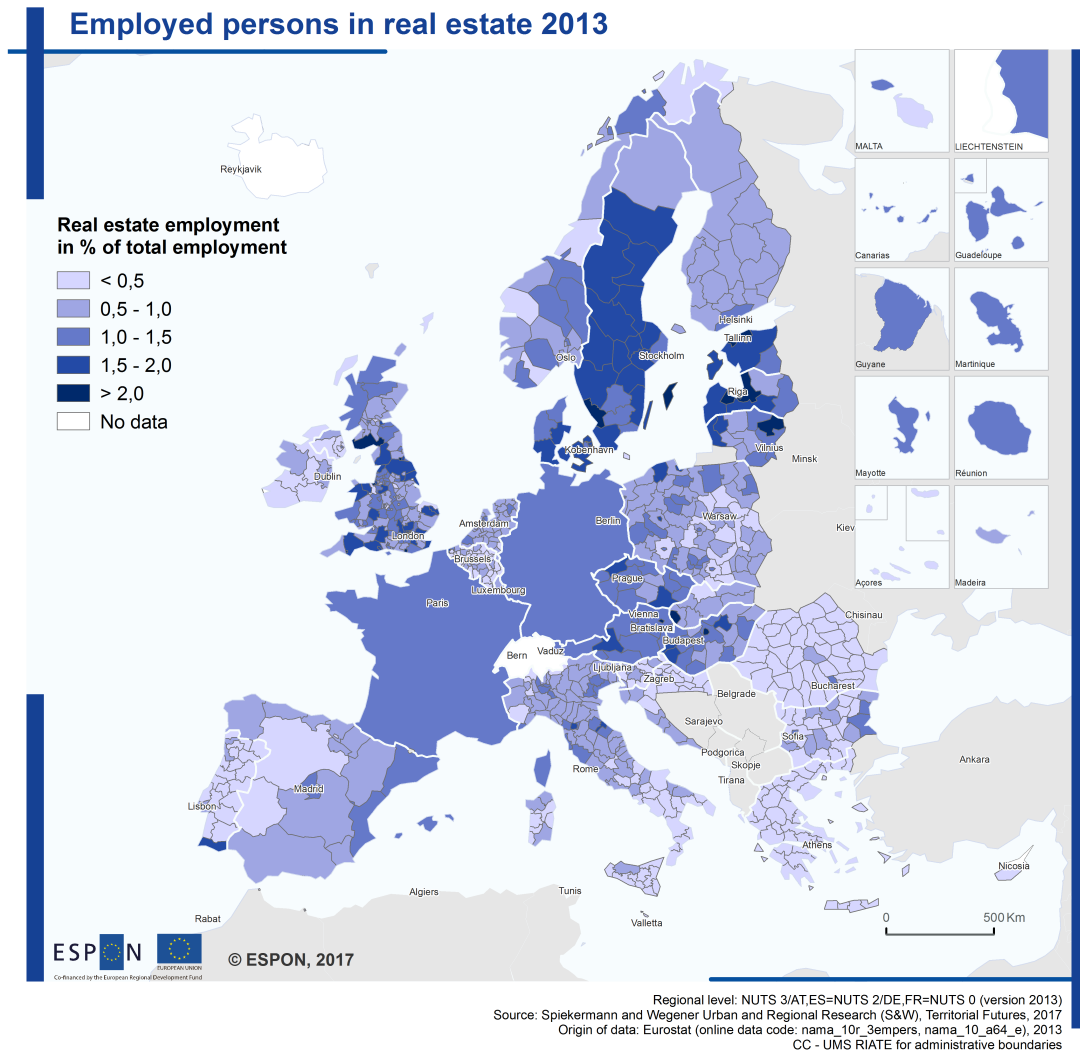 Employed persons in real estate 2013
Reykjavik
Real estate employment
in % of total employment
< 0,5
0,5 - 1,0
1,0 - 1,5
1,5 - 2,0
> 2.0
No data
MALTA
LIECHTENSTEIN
Canarias
Guadeloupe
Guyane
Martinique
Mayotte
Réunion
Açores
Madeira
Helsinki
Tallinn
Oslo
Stockholm
Riga
København
Vilnius
Minsk
Dublin
Amsterdam
Berlin
Warsaw
London
Kiev
Brussels
Prague
Luxembourg
Paris
Vienna
Chisinau
Bratislava
Budapest
Bern
Vaduz
Ljubljana
Zagreb
Bucharest
Belgrade
Sarajevo
Sofia
Podgorica
Skopje
Ankara
Rome
Tirana
Madrid
Lisbon
Athens
Nicosia
Algiers
Tunis
Rabat
Valletta
0 500 Km
ESPON
EUROPEAN UNION
Co-financed by the European Regional Development Fund
© ESPON, 2017
Regional level: NUTS 3/AT,ES=NUTS 2/DE,FR=NUTS 0 (version 2013)
Source: Spiekermann and Wegener Urban and Regional Research (S&W), Territorial Futures, 2017
Origin of data: Eurostat (online data code: nama_10r_3empers, nama_10_a64_e), 2013
CC - UMS RIATE for administrative boundaries